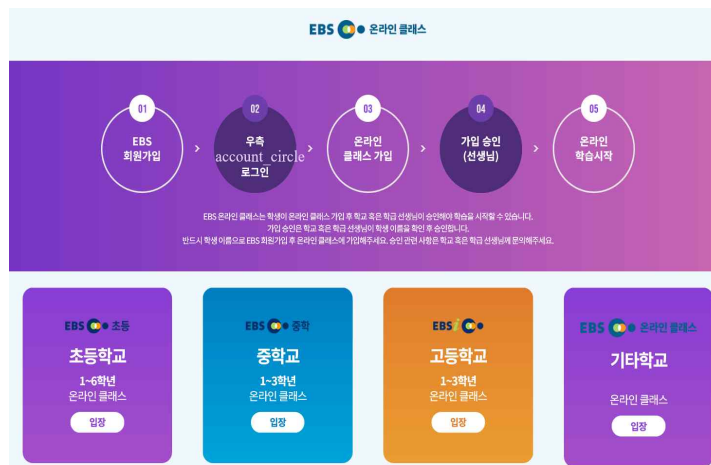 EBS 온라인 클래스
01
EBS
회원가입
02
우측
account_circle
로그인
03
온라인
클래스 가입
04
가입 승인
(선생님)
05
온라인
학습시작
EBS 온라인 클래스는 학생이 온라인 클래스 가입 후 학교 혹은 학급 선생님이 승인해야 학습을 시작할 수 있습니다.
가입 승인은 학교 혹은 학급 선생님이 학생 이름을 확인 후 승인합니다.
반드시 학생 이름으로 EBS 회원가입 후 온라인 클래스에 가입해주세요. 승인 관련 사항은 학교 혹은 학급 선생님께 문의해주세요.
EBS 초등
초등학교
1~6학년
온라인 클래스
입장
EBS 중학
중학교
1~3학년
온라인 클래스
입장
EBSi
고등학교
1~3학년
온라인 클래스
입장
EBS 온라인 클래스
기타학교
온라인 클래스
입장